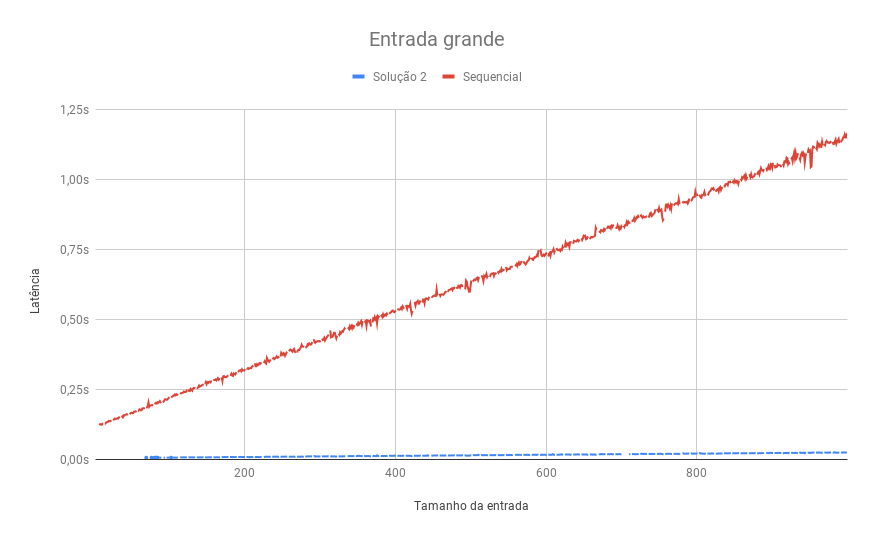 Entrada grande
Solução 2
Sequencial
1,25s
1,00s
0,75s
0,50s
0,25s
0,00s
Latência
200
400
600
800
Tamanho da entrada